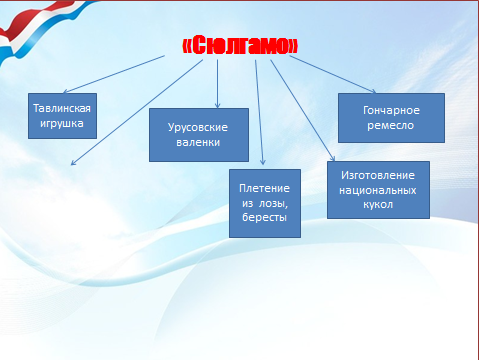 «Сюлгамо»
Тавлинская
игрушка
Урусовские
валенки
Гончарное
ремесло
Плетение
из лозы,
бересты
Изготовление
национальных
кукол